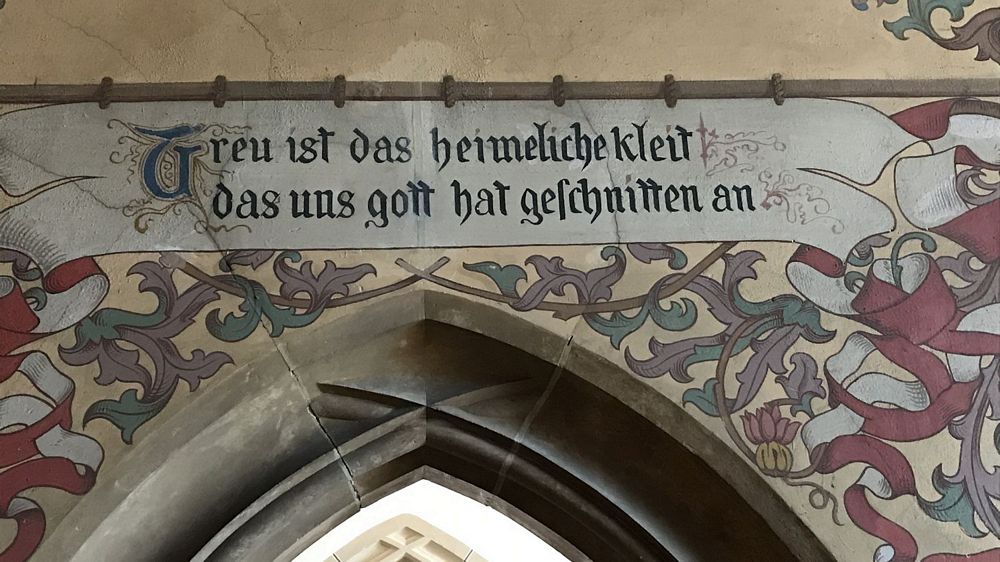 Treu ist das heimeliche kleit
das uns gott hat geſchnitten an